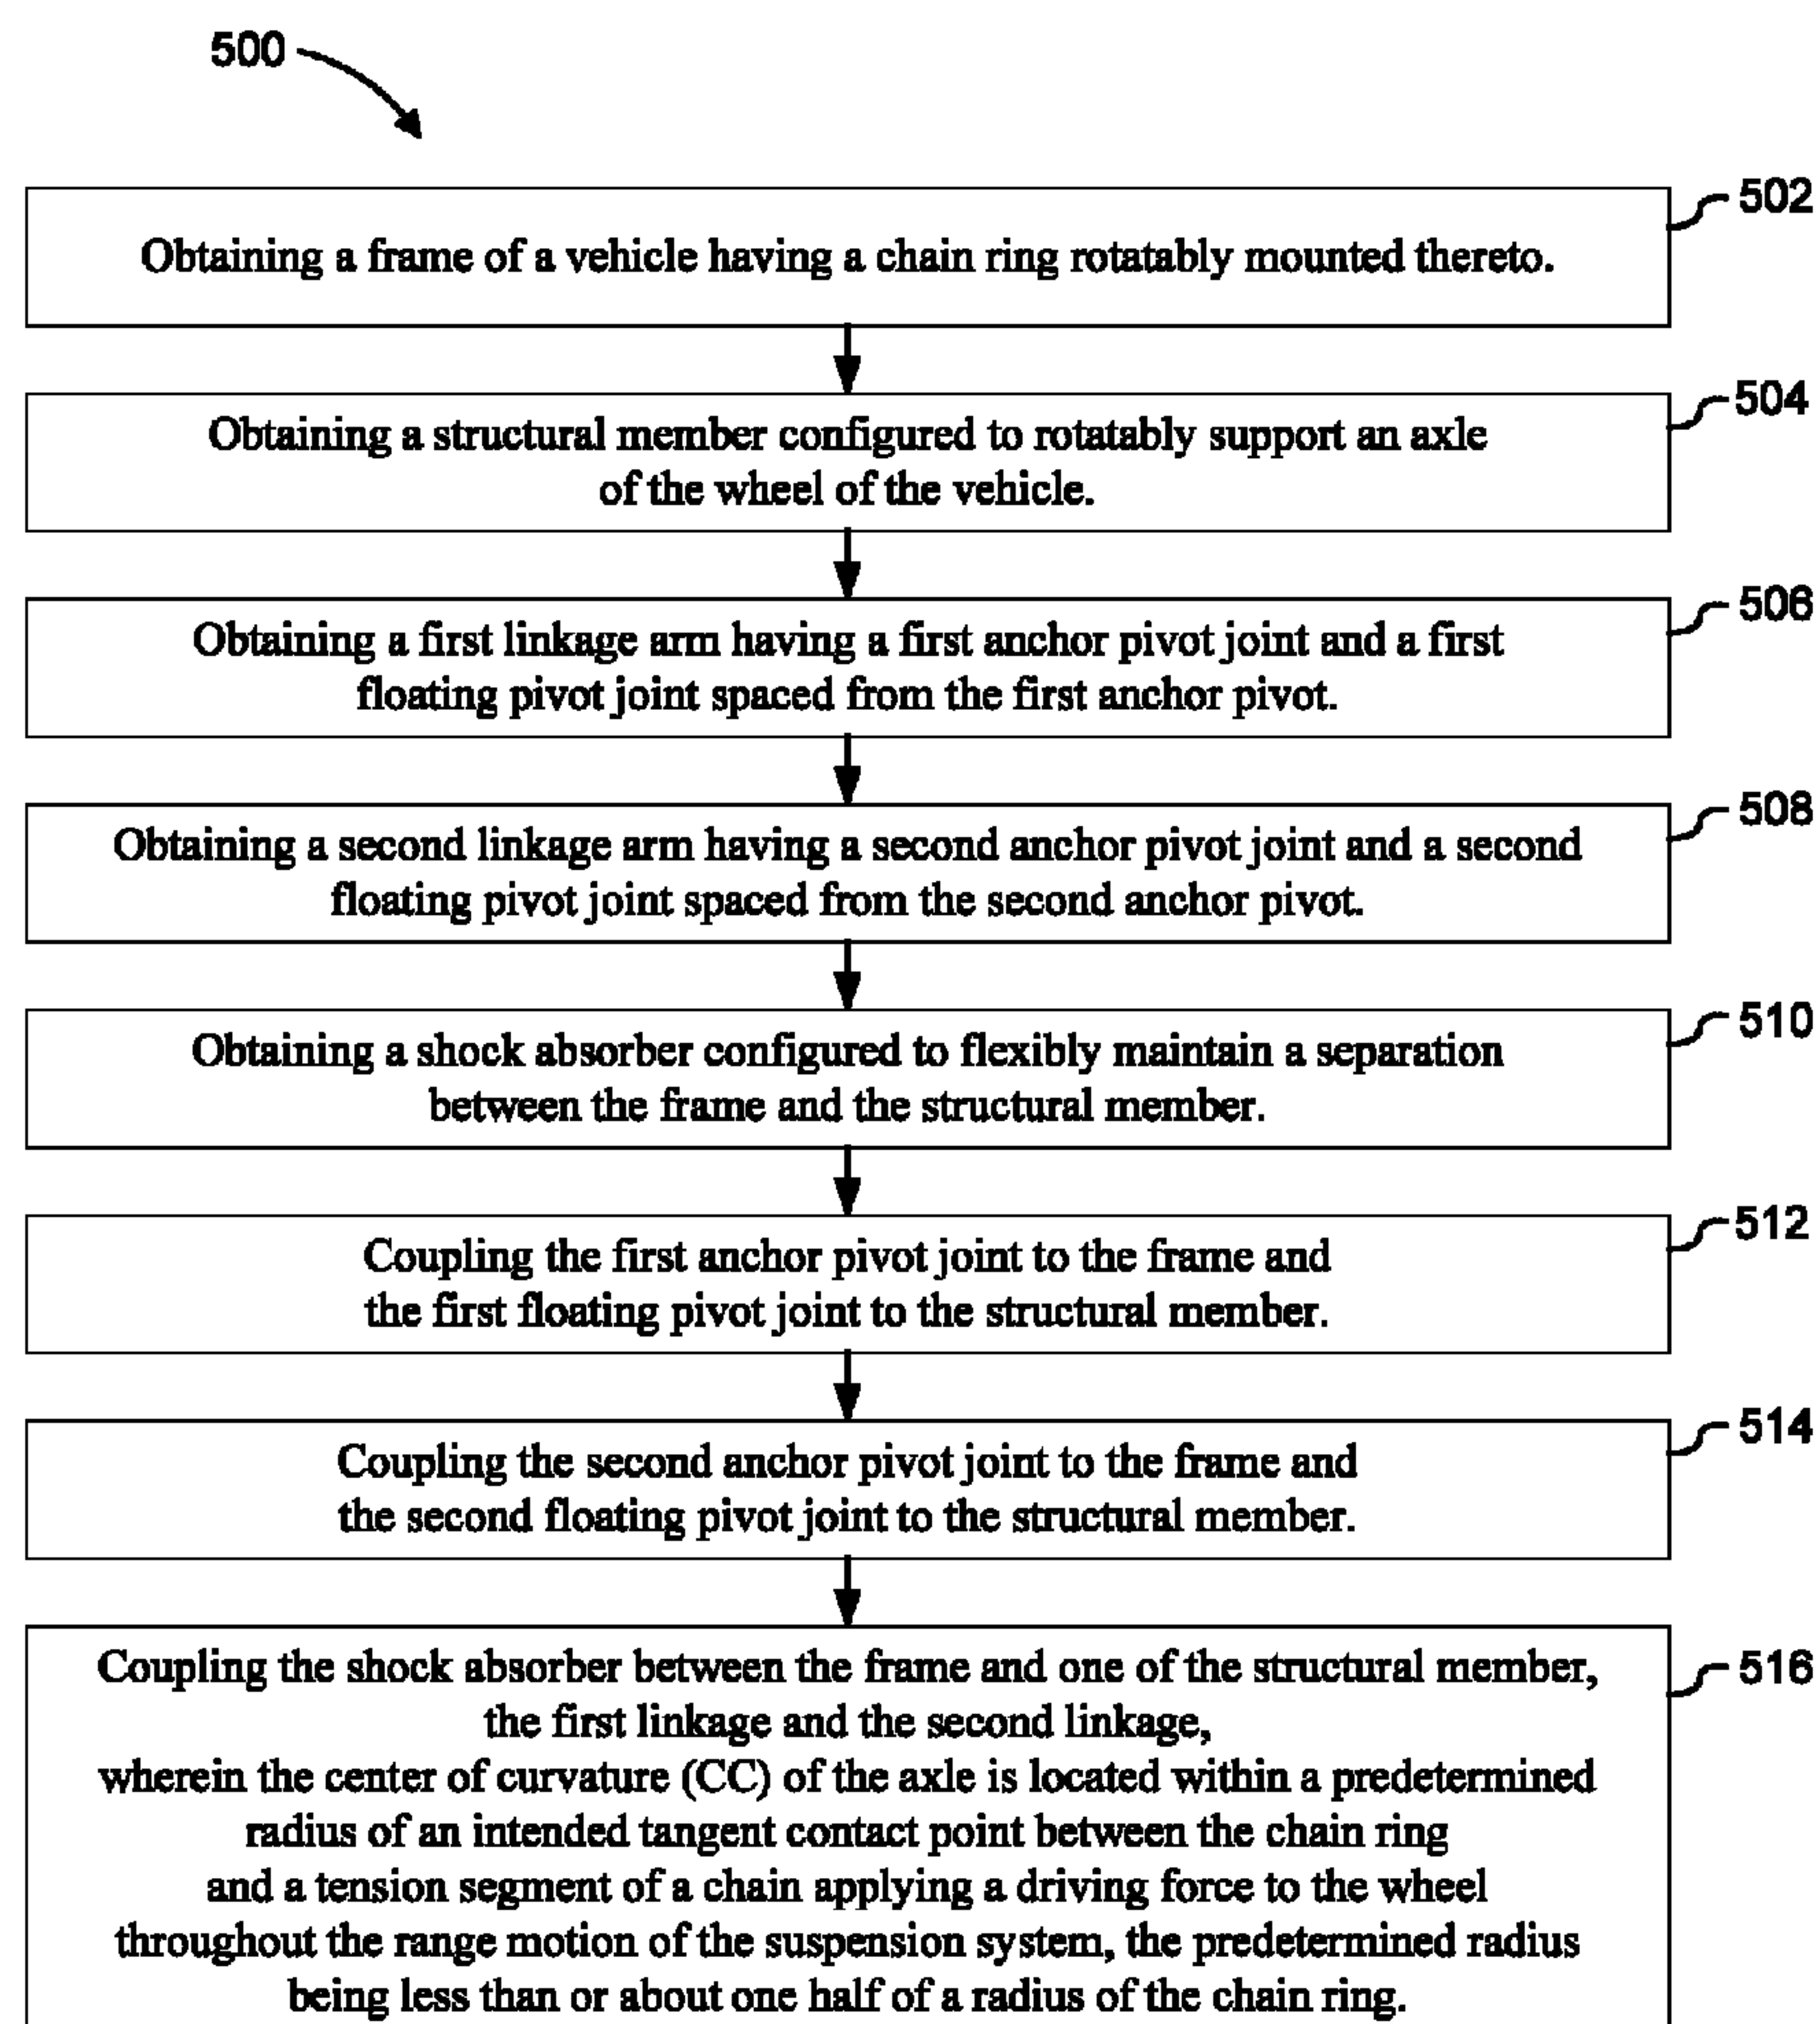 500
502
Obtaining a frame of a vehicle having a chain ring rotatably mounted thereto.
504
Obtaining a structural member configured to rotatably support an axle
of the wheel of the vehicle.
506
Obtaining a first linkage arm having a first anchor pivot joint and a first
floating pivot joint spaced from the first anchor pivot.
508
Obtaining a second linkage arm having a second anchor pivot joint and a second
floating pivot joint spaced from the second anchor pivot.
510
Obtaining a shock absorber configured to flexibly maintain a separation
between the frame and the structural member.
512
Coupling the first anchor pivot joint to the frame and
the first floating pivot joint to the structural member.
514
Coupling the second anchor pivot joint to the frame and
the second floating pivot joint to the structural member.
516
Coupling the shock absorber between the frame and one of the structural member,
the first linkage and the second linkage,
wherein the center of curvature (CC) of the axle is located within a predetermined
radius of an intended tangent contact point between the chain ring
and a tension segment of a chain applying a driving force to the wheel
throughout the range motion of the suspension system, the predetermined radius
being less than or about one half of a radius of the chain ring.